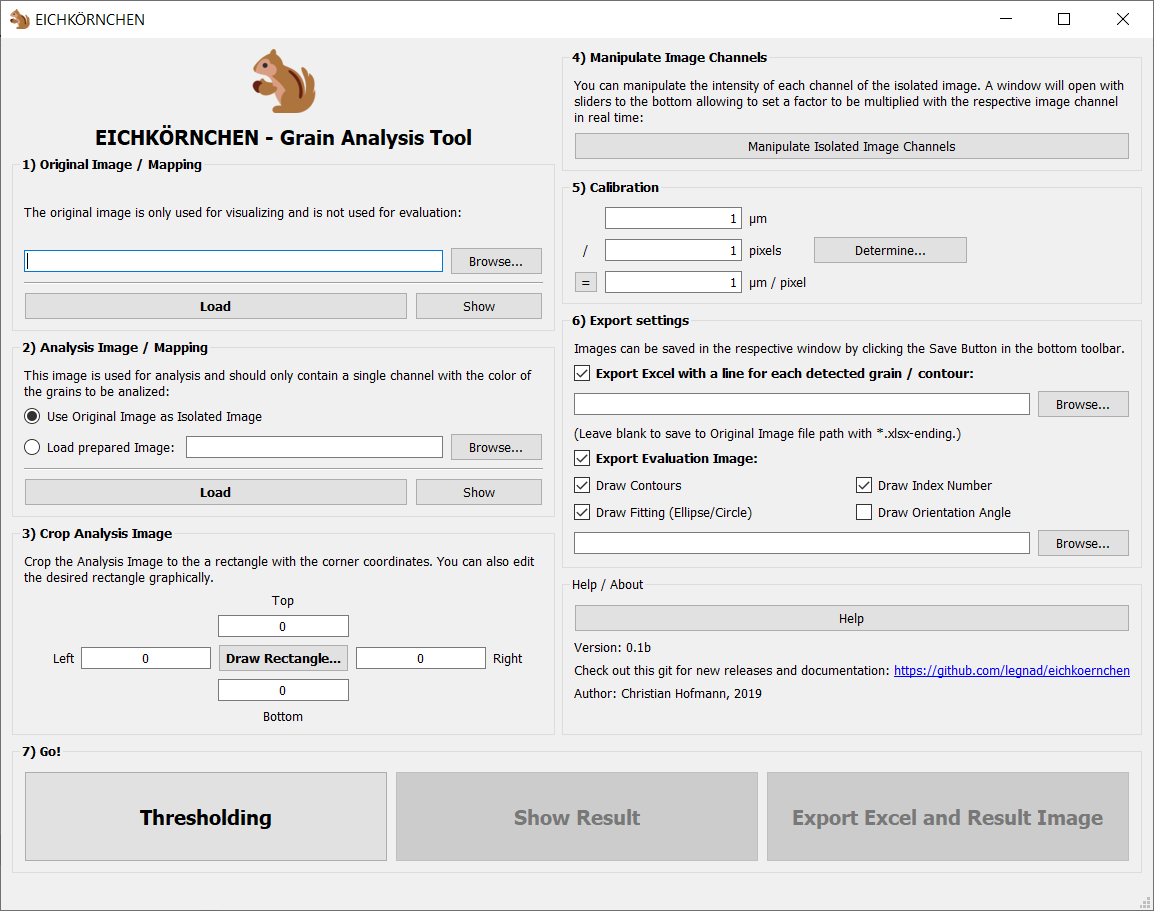 EICHKÖRNCHEN
EICHKÖRNCHEN - Grain Analysis Tool
1) Original Image / Mapping
The original image is only used for visualizing and is not used for evaluation:
Browse...
Load
Show
2) Analysis Image / Mapping
This image is used for analysis and should only contain a single channel with the color of
the grains to be analized:
Use Original Image as Isolated Image
Load prepared Image:
Browse...
Load
Show
3) Crop Analysis Image
Crop the Analysis Image to the a rectangle with the corner coordinates. You can also edit
the desired rectangle graphically.
Top
0
Left 0 Draw Rectangle... 0 Right
0
Bottom
4) Manipulate Image Channels
You can manipulate the intensity of each channel of the isolated image. A window will open with
sliders to the bottom allowing to set a factor to be multiplied with the respective image channel
in real time:
Manipulate Isolated Image Channels
5) Calibration
1 µm
/ 1 pixels Determine...
= 1 µm / pixel
6) Export settings
Images can be saved in the respective window by clicking the Save Button in the bottom toolbar.
Export Excel with a line for each detected grain / contour:
Browse...
(Leave blank to save to Original Image file path with *.xlsx-ending.)
Export Evaluation Image:
Draw Contours Draw Index Number
Draw Fitting (Ellipse/Circle) Draw Orientation Angle
Browse...
Help / About
Help
Version: 0.1b
Check out this git for new releases and documentation: https://github.com/legnad/eichkoernchen
Author: Christian Hofmann, 2019
7) Go!
Thresholding Show Result Export Excel and Result Image